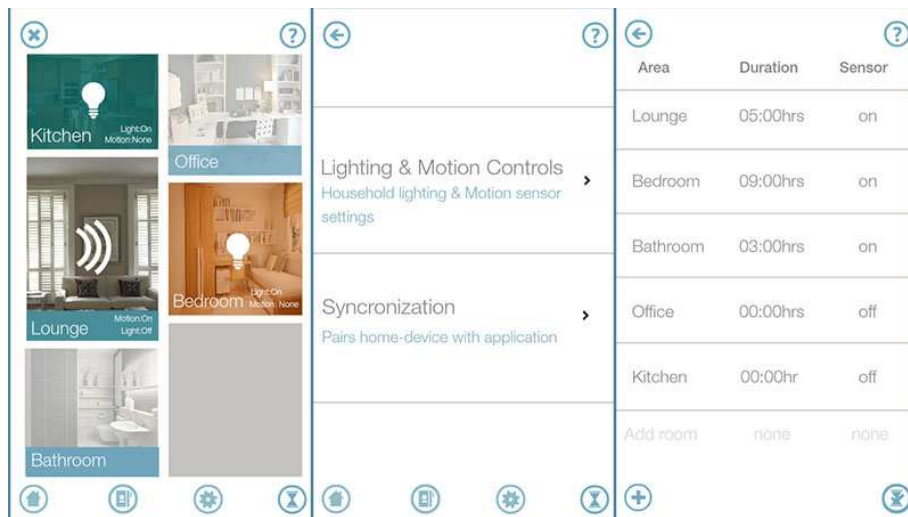 ?
Kitchen
Light:On
Motion:None
Office
Lounge
Motion:On
Light:Off
Bedroom
Light:On
Motion: None
Bathroom
?
Lighting & Motion Controls
Household lighting & Motion sensor
settings
Syncronization
Pairs home-device with application
?
Area Duration Sensor
Lounge 05:00hrs on
Bedroom 09:00hrs on
Bathroom 03:00hrs on
Office 00:00hrs off
Kitchen 00:00hr off
Add room none none